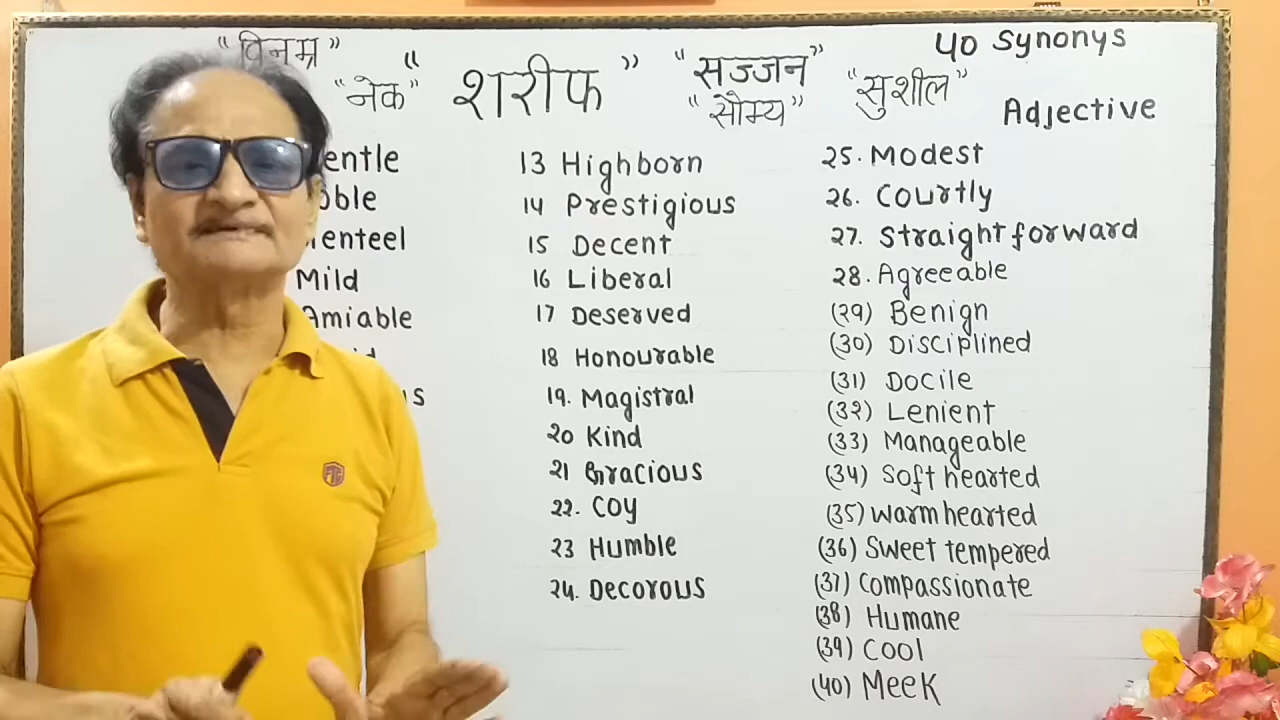 "विनम्र"
"नेक"
" शरीफ "
"सज्जन"
"सौम्य"
"सुशील"
40 Synonys
Adjective
Mild
Amiable
13 Highborn
14 Prestigious
15 Decent
16 Liberal
17 Deserved
18 Honourable
19. Magistral
20 Kind
21 Gracious
22. Coy
23 Humble
24. Decorous
25. Modest
26. Courtly
27. Straight forward
28. Agreeable
(29) Benign
(30) Disciplined
(31) Docile
(32) Lenient
(33) Manageable
(34) Soft hearted
(35) Warm hearted
(36) Sweet tempered
(37) Compassionate
(38) Humane
(39) Cool
(40) Meek